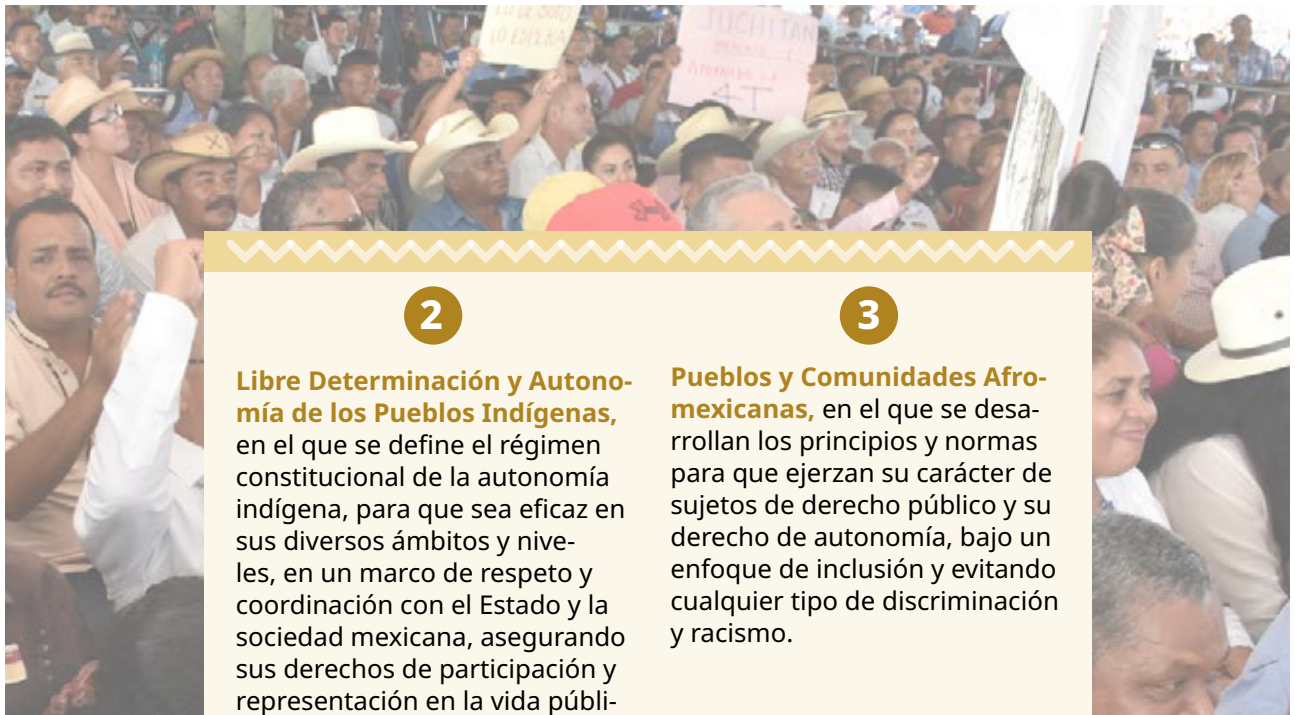 LO ESPERA
JUCHITAN
4T
2
Libre Determinación y Autono-
mía de los Pueblos Indígenas,
en el que se define el régimen
constitucional de la autonomía
indígena, para que sea eficaz en
sus diversos ámbitos y nive-
les, en un marco de respeto y
coordinación con el Estado y la
sociedad mexicana, asegurando
sus derechos de participación y
representación en la vida públi-
3
Pueblos y Comunidades Afro-
mexicanas, en el que se desa-
rrollan los principios y normas
para que ejerzan su carácter de
sujetos de derecho público y su
derecho de autonomía, bajo un
enfoque de inclusión y evitando
cualquier tipo de discriminación
y racismo.